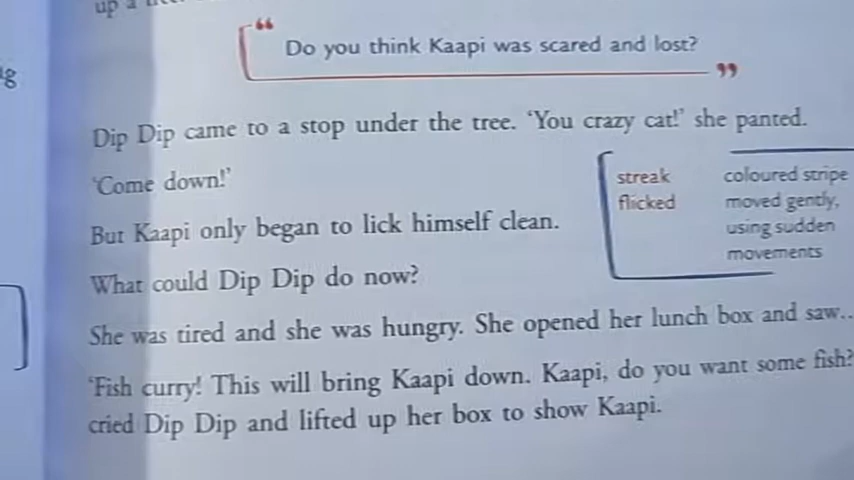 up a
“
Do you think Kaapi was scared and lost?
”
Dip Dip came to a stop under the tree. ‘You crazy cat!’ she panted.
‘Come down!’
But Kaapi only began to lick himself clean.
streak coloured stripe
flicked moved gently,
using sudden
movements
What could Dip Dip do now?
She was tired and she was hungry. She opened her lunch box and saw..
‘Fish curry! This will bring Kaapi down. Kaapi, do you want some fish?
cried Dip Dip and lifted up her box to show Kaapi.